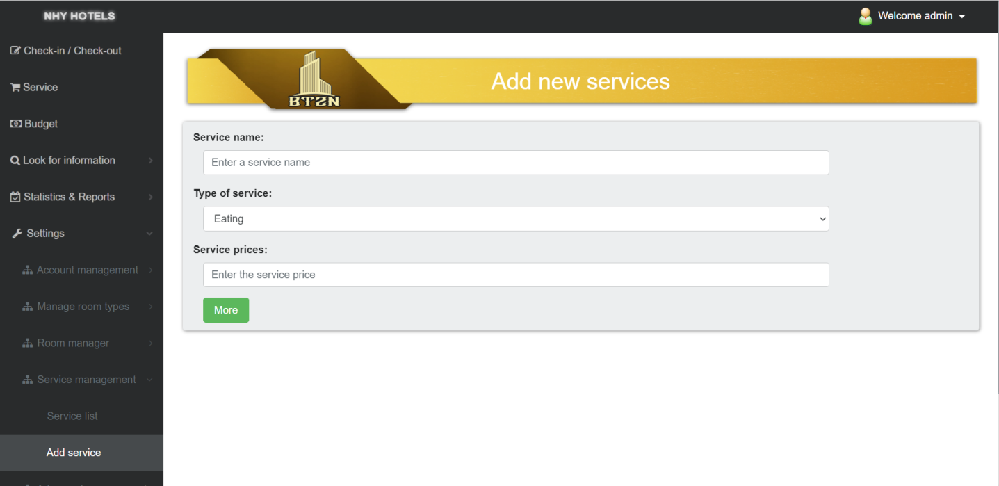 NHY HOTELS
Welcome admin
Check-in / Check-out
Service
Budget
Look for information
Statistics & Reports
Settings
Account management
Manage room types
Room manager
Service management
Service list
Add service
BT2N
Add new services
Service name:
Enter a service name
Type of service:
Eating
Service prices:
Enter the service price
More